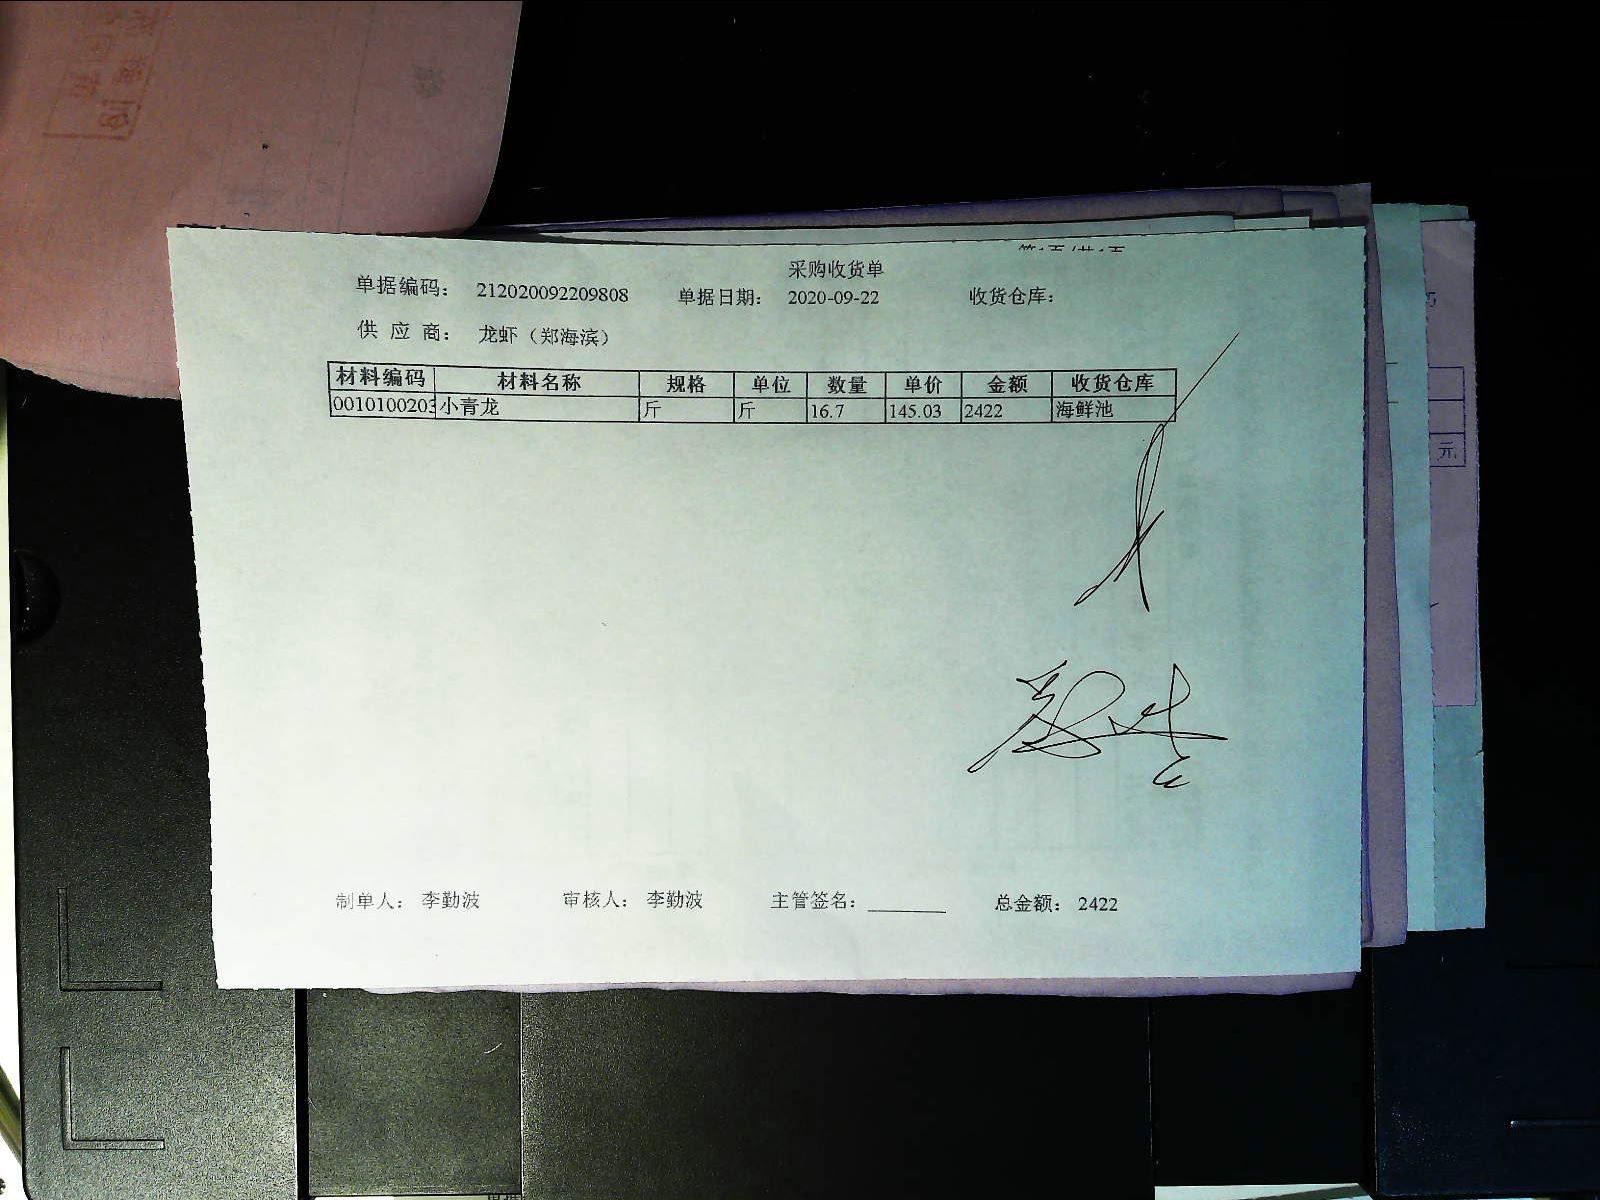 采购收货单
单据编码： 212020092209808 单据日期： 2020-09-22 收货仓库：
供 应 商： 龙虾（郑海滨）
材料编码 材料名称 规格 单位 数量 单价 金额 收货仓库
0010100203 小青龙 斤 斤 16.7 145.03 2422 海鲜池
制单人： 李勤波 审核人： 李勤波 主管签名： 总金额： 2422
元